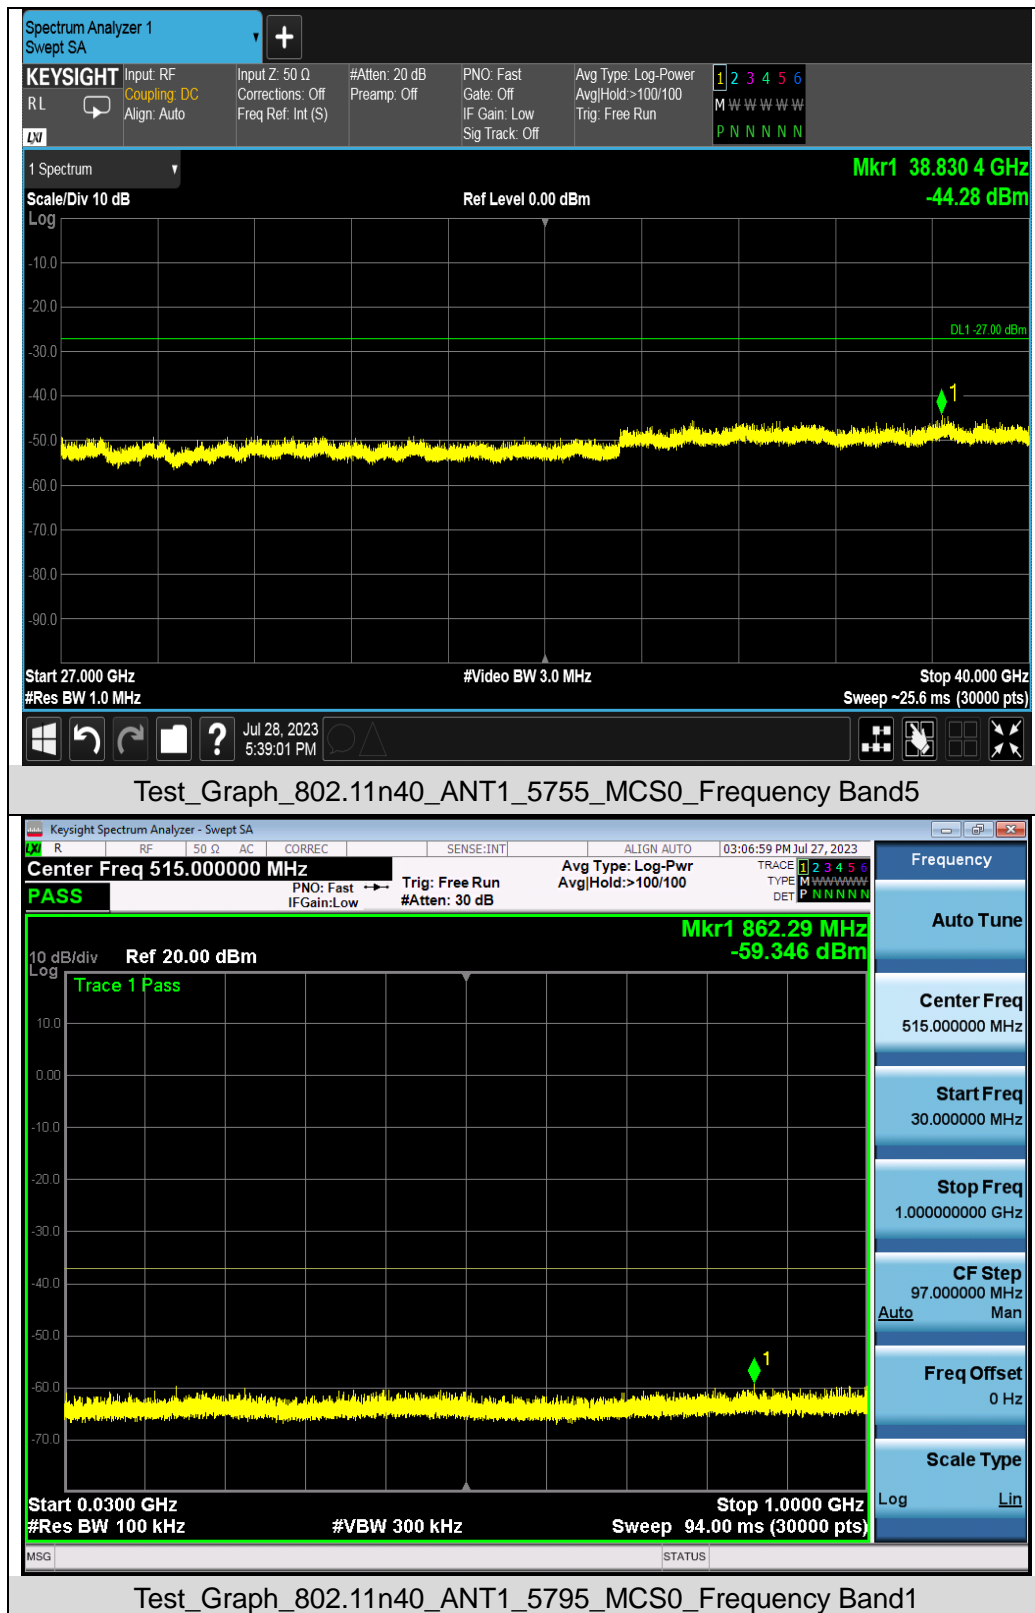 Spectrum Analyzer 1
Swept SA
KEYSIGHT
R L
LXI
Input: RF
Coupling: DC
Align: Auto
Input Z: 50 Ω
Corrections: Off
Freq Ref: Int (S)
#Atten: 20 dB
Preamp: Off
PNO: Fast
Gate: Off
IF Gain: Low
Sig Track: Off
Avg Type: Log-Power
Avg|Hold:>100/100
Trig: Free Run
1 2 3 4 5 6
M W W W W W
P N N N N N
1 Spectrum
Mkr1 38.830 4 GHz
Scale/Div 10 dB
Ref Level 0.00 dBm
-44.28 dBm
Log
-10.0
-20.0
DL1 -27.00 dBm
-30.0
-40.0
1
-50.0
-60.0
-70.0
-80.0
-90.0
Start 27.000 GHz
#Video BW 3.0 MHz
Stop 40.000 GHz
#Res BW 1.0 MHz
Sweep ~25.6 ms (30000 pts)
?
Jul 28, 2023
5:39:01 PM
Test_Graph_802.11n40_ANT1_5755_MCS0_Frequency Band5
Keysight Spectrum Analyzer - Swept SA
LXI R RF 50 Ω AC CORREC SENSE:INT ALIGN AUTO 03:06:59 PM Jul 27, 2023
Center Freq 515.000000 MHz
PASS
PNO: Fast
IFGain:Low
Trig: Free Run
#Atten: 30 dB
Avg Type: Log-Pwr
Avg|Hold:>100/100
TRACE 1 2 3 4 5 6
TYPE M W W W W W
DET P N N N N N
Mkr1 862.29 MHz
-59.346 dBm
10 dB/div
Ref 20.00 dBm
Log
Trace 1 Pass
10.0
0.00
-10.0
-20.0
-30.0
-40.0
-50.0
1
-60.0
-70.0
Start 0.0300 GHz
Stop 1.0000 GHz
#Res BW 100 kHz
#VBW 300 kHz
Sweep 94.00 ms (30000 pts)
MSG
STATUS
Frequency
Auto Tune
Center Freq
515.000000 MHz
Start Freq
30.000000 MHz
Stop Freq
1.000000000 GHz
CF Step
97.000000 MHz
Auto Man
Freq Offset
0 Hz
Scale Type
Log Lin
Test_Graph_802.11n40_ANT1_5795_MCS0_Frequency Band1